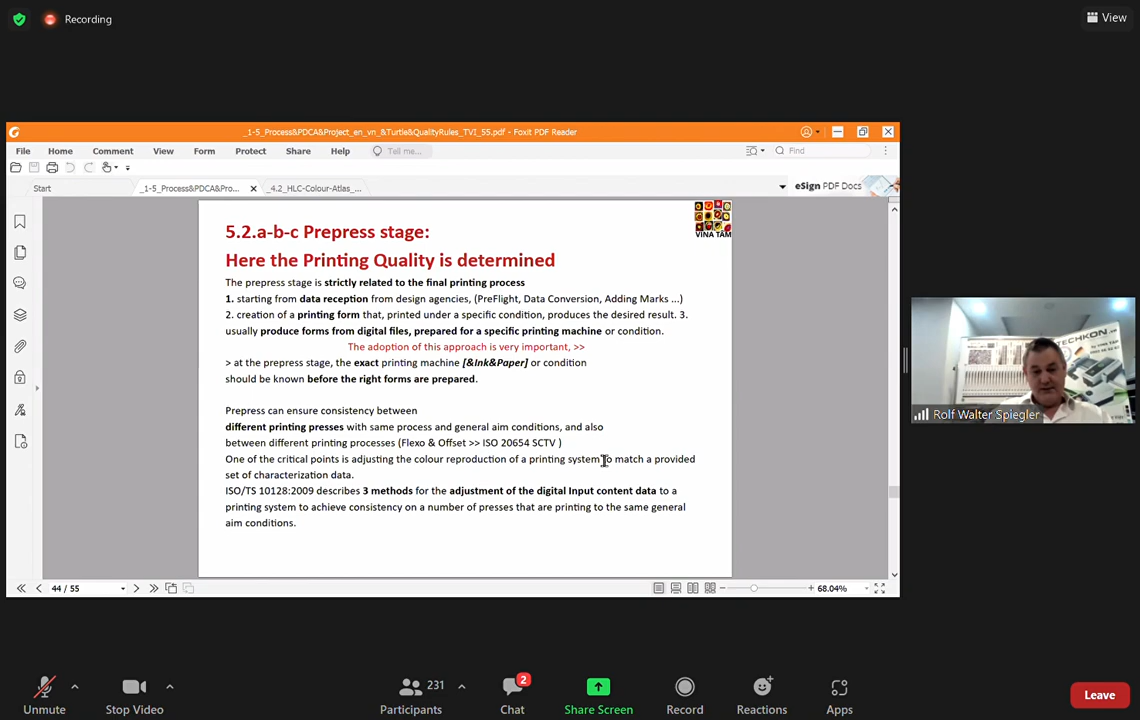 Recording
View
_1-5_Process&PDCA&Project_en_vn_&Turtle&QualityRules_TVI_55.pdf - Foxit PDF Reader
File Home Comment View Form Protect Share Help Tell me... Find
Start _1-5_Process&PDCA&Pro... _4.2_HLC-Colour-Atlas_... eSign PDF Docs
5.2.a-b-c Prepress stage:
VINA TAM
Here the Printing Quality is determined
The prepress stage is strictly related to the final printing process
1. starting from data reception from design agencies, (PreFlight, Data Conversion, Adding Marks ...)
2. creation of a printing form that, printed under a specific condition, produces the desired result. 3.
usually produce forms from digital files, prepared for a specific printing machine or condition.
The adoption of this approach is very important, >>
> at the prepress stage, the exact printing machine [&Ink&Paper] or condition
should be known before the right forms are prepared.
Prepress can ensure consistency between
different printing presses with same process and general aim conditions, and also
between different printing processes (Flexo & Offset >> ISO 20654 SCTV )
One of the critical points is adjusting the colour reproduction of a printing system to match a provided
set of characterization data.
ISO/TS 10128:2009 describes 3 methods for the adjustment of the digital Input content data to a
printing system to achieve consistency on a number of presses that are printing to the same general
aim conditions.
44 / 55
68.04%
TECHKON
Rolf Walter Spiegler
Unmute Stop Video Participants 231 Chat 2 Share Screen Record Reactions Apps Leave